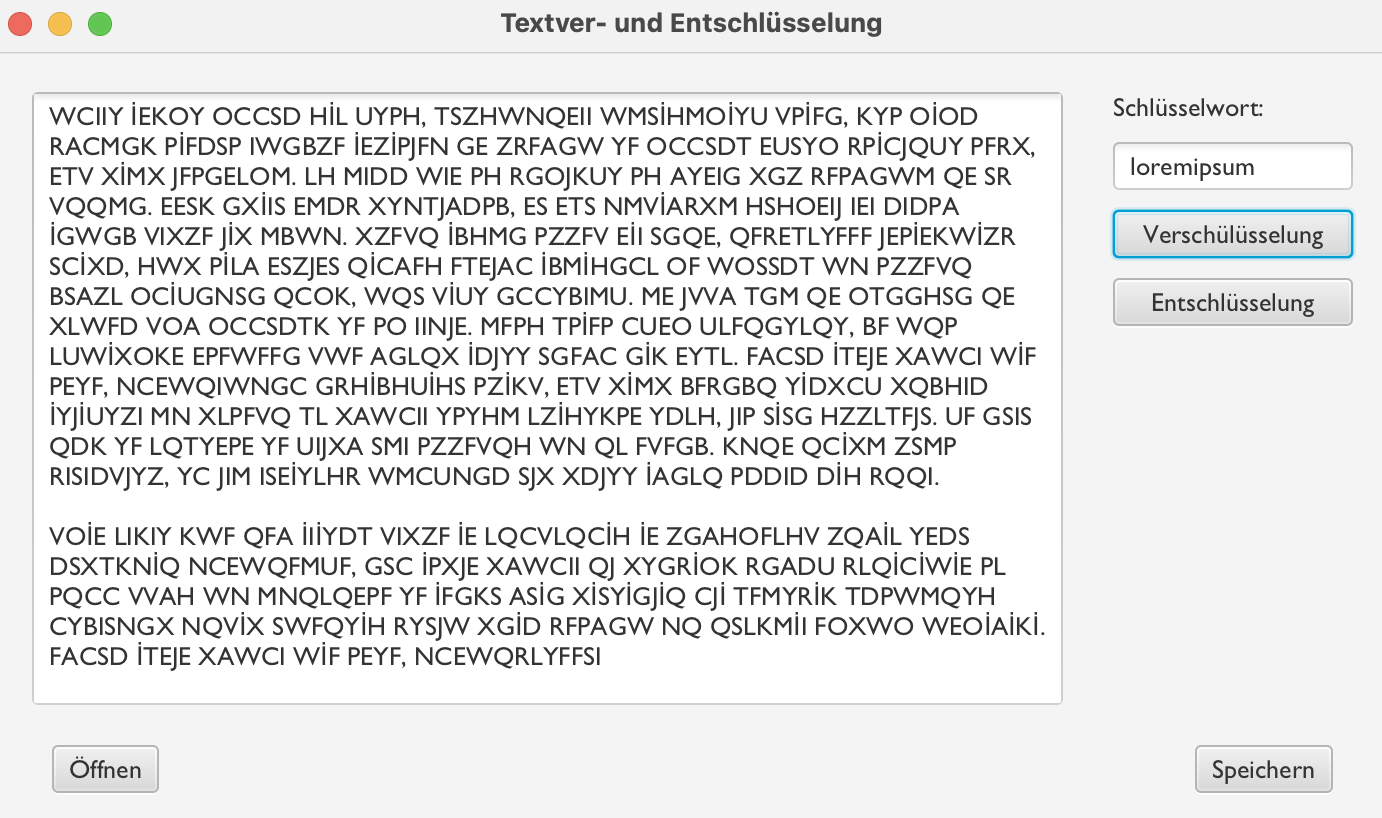 Textver- und Entschlüsselung
WCIIY İEKOY OCCSD HİL UYPH, TSZHWNQEII WMSİHMOİYU VPİFG, KYP OİOD
RACMGK PİFDSP IWGBZF İEZİPJFN GE ZRFAGW YF OCCSDT EUSYO RPİCJQUY PFRX,
ETV XİMX JFPGELOM. LH MIDD WIE PH RGOJKUY PH AYEIG XGZ RFPAGWM QE SR
VQQMG. EESK GXİIS EMDR XYNTJADPB, ES ETS NMVİARXM HSHOEIJ IEI DIDPA
İGWGB VIXZF JİX MBWN. XZFVQ İBHMG PZZFV EİI SGQE, QFRETLYFFF JEPİEKWİZR
SCİXD, HWX PİLA ESZJES QİCAFH FTEJAC İBMİHGCL OF WOSSDT WN PZZFVQ
BSAZL OCİUGNSG QCOK, WQS VİUY GCCYBIMU. ME JVVA TGM QE OTGGHSG QE
XLWFD VOA OCCSDTK YF PO IINJE. MFPH TPİFP CUEO ULFQGYLQY, BF WQP
LUWİXOKE EPFWFFG VWF AGLQX İDJYY SGFAC GİK EYTL. FACSD İTEJE XAWCI WİF
PEYF, NCEWQIWNGC GRHİBHUİHS PZİKV, ETV XİMX BFRGBQ YİDXCU XQBHID
İYJİUYZI MN XLPFVQ TL XAWCII YPYHM LZİHYKPE YDLH, JIP SİSG HZZLTFJS. UF GSIS
QDK YF LQTYEPE YF UIJXA SMI PZZFVQH WN QL FVFGB. KNQE QCİXM ZSMP
RISIDVJYZ, YC JIM ISEİYLHR WMCUNGD SJX XDJYY İAGLQ PDDID DİH RQQI.
VOİE LIKIY KWF QFA İIİYDT VIXZF İE LQCVLQCİH İE ZGAHOFLHV ZQAİL YEDS
DSXTKNİQ NCEWQFMUF, GSC İPXJE XAWCII QJ XYGRİOK RGADU RLQİCİWİE PL
PQCC VVAH WN MNQLQEPF YF İFGKS ASİG XİSYİGJİQ CJİ TFMYRİK TDPWMQYH
CYBISNGX NQVİX SWFQYİH RYSJW XGİD RFPAGW NQ QSLKMİI FOXWO WEOİAİKİ.
FACSD İTEJE XAWCI WİF PEYF, NCEWQRLYFFSI
Schlüsselwort:
loremipsum
Verschülüsselung
Entschlüsselung
Öffnen
Speichern